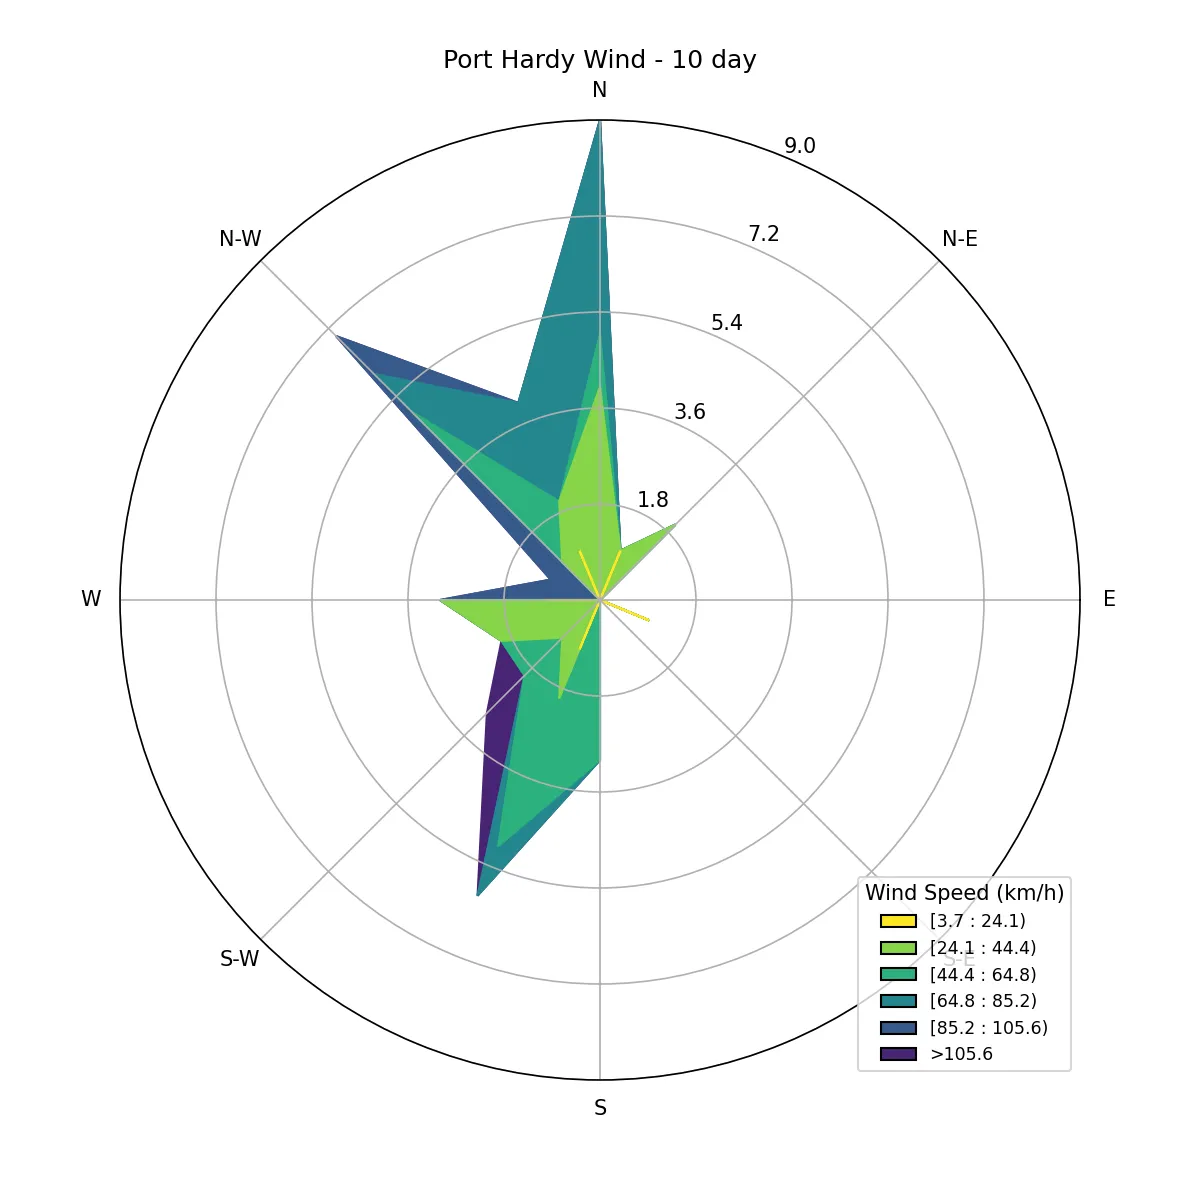 Port Hardy Wind - 10 day
N
9.0
N-W
7.2
N-E
5.4
3.6
1.8
W
E
S-W
S-E
S
Wind Speed (km/h)
[3.7 : 24.1)
[24.1 : 44.4)
[44.4 : 64.8)
[64.8 : 85.2)
[85.2 : 105.6)
>105.6